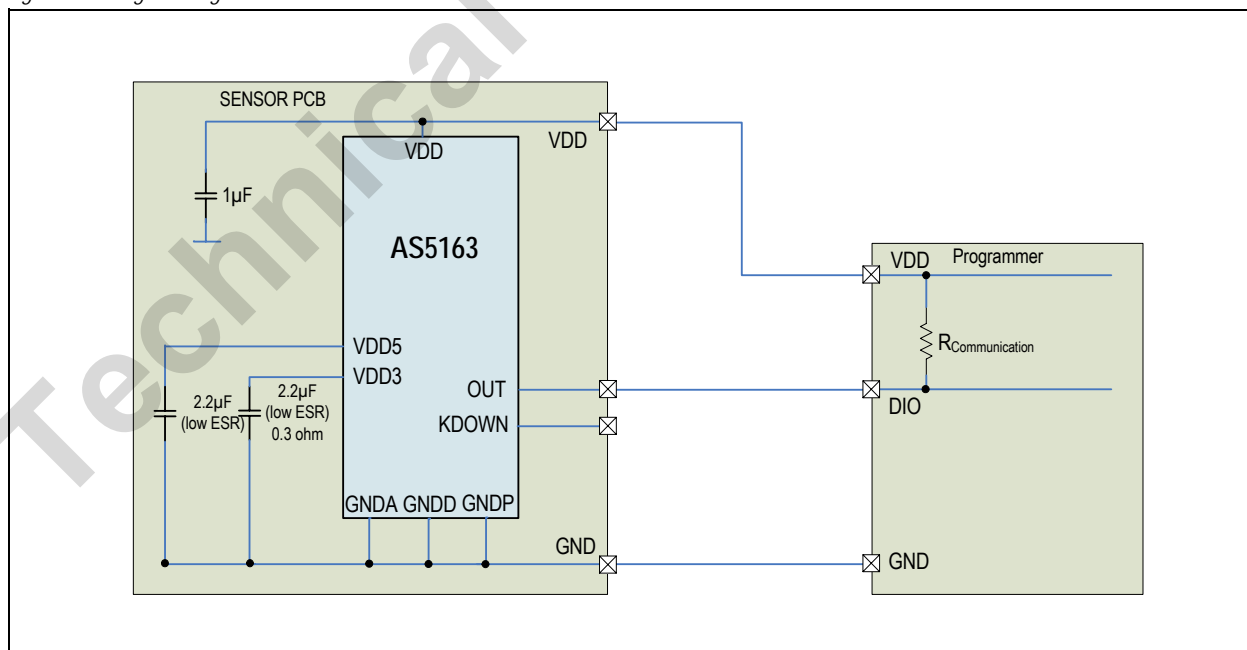 SENSOR PCB
VDD
VDD
1µF
AS5163
VDD5
VDD3
2.2µF
(low ESR)
2.2µF
(low ESR)
0.3 ohm
OUT
KDOWN
GNDA GNDD GNDP
GND
VDD
Programmer
RCommunication
DIO
GND
Technical